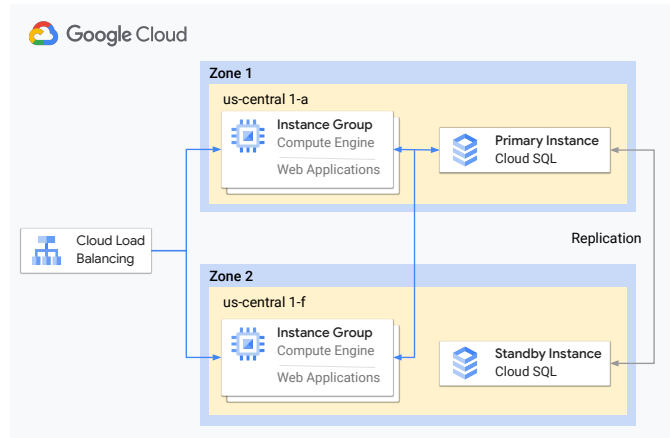 Google Cloud
Zone 1
us-central 1-a
Instance Group
Compute Engine
Web Applications
Primary Instance
Cloud SQL
Replication
Cloud Load
Balancing
Zone 2
us-central 1-f
Instance Group
Compute Engine
Web Applications
Standby Instance
Cloud SQL